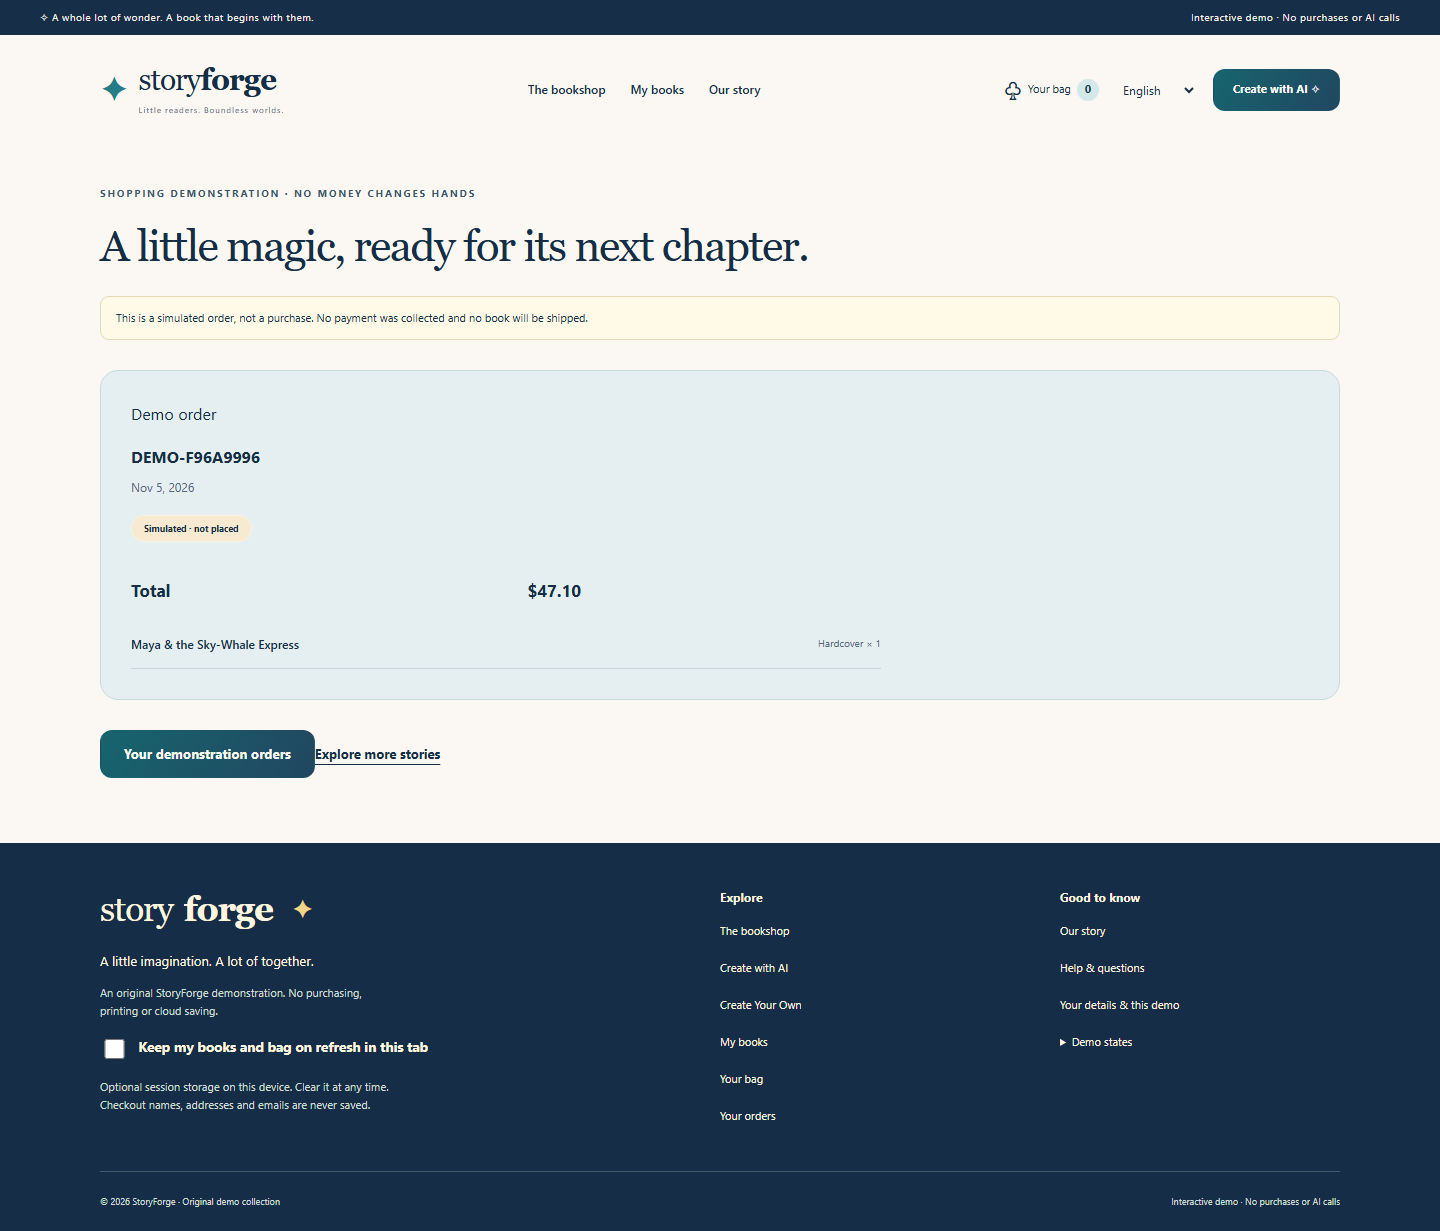 ✧ A whole lot of wonder. A book that begins with them.
Interactive demo · No purchases or AI calls
storyforge
Little readers. Boundless worlds.
The bookshop
My books
Our story
Your bag 0
English
Create with AI ✧
SHOPPING DEMONSTRATION · NO MONEY CHANGES HANDS
A little magic, ready for its next chapter.
This is a simulated order, not a purchase. No payment was collected and no book will be shipped.
Demo order
DEMO-F96A9996
Nov 5, 2026
Simulated · not placed
Total $47.10
Maya & the Sky-Whale Express Hardcover × 1
Your demonstration orders
Explore more stories
story forge
A little imagination. A lot of together.
An original StoryForge demonstration. No purchasing,
printing or cloud saving.
Keep my books and bag on refresh in this tab
Optional session storage on this device. Clear it at any time.
Checkout names, addresses and emails are never saved.
Explore
The bookshop
Create with AI
Create Your Own
My books
Your bag
Your orders
Good to know
Our story
Help & questions
Your details & this demo
Demo states
© 2026 StoryForge · Original demo collection
Interactive demo · No purchases or AI calls